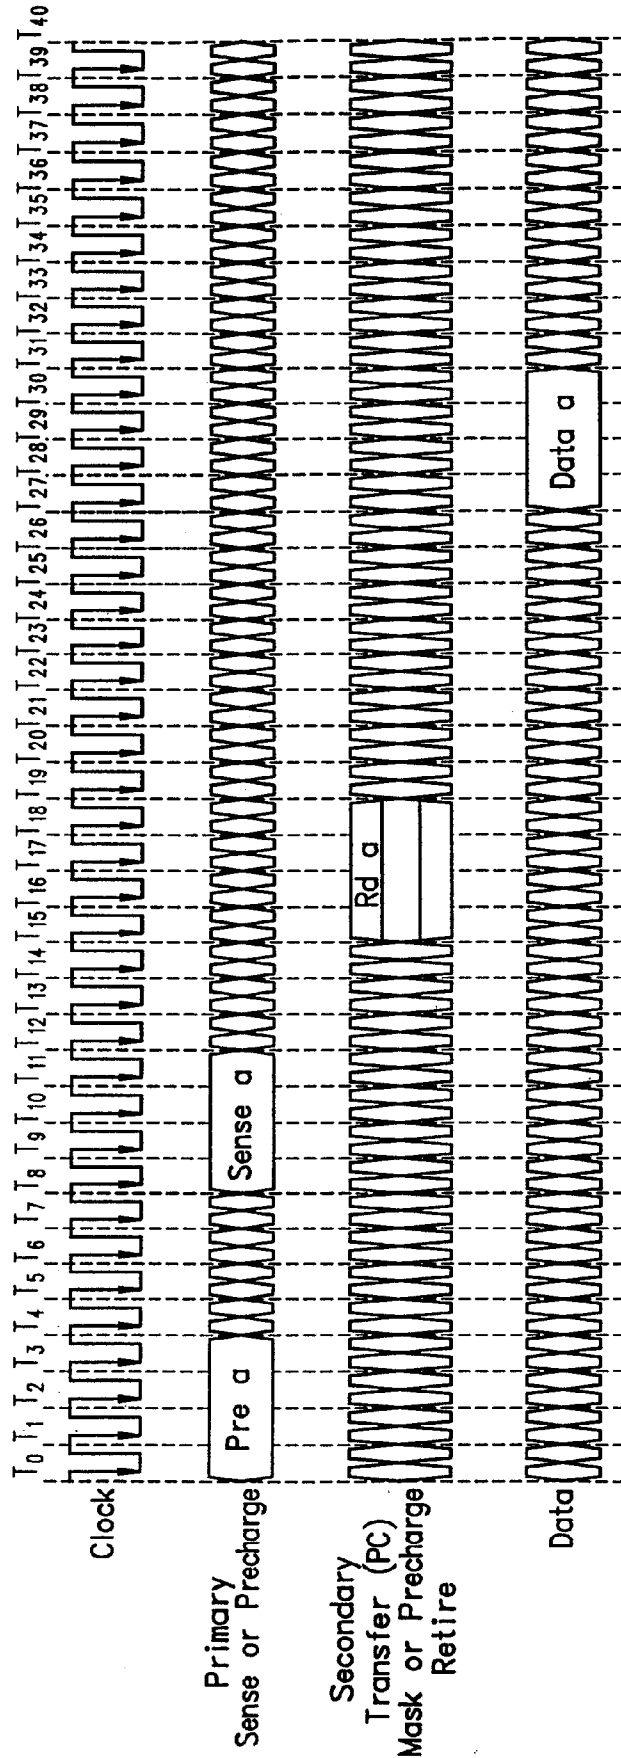 T0 T1 T2 T3 T4 T5 T6 T7 T8 T9 T10 T11 T12 T13 T14 T15 T16 T17 T18 T19 T20 T21 T22 T23 T24 T25 T26 T27 T28 T29 T30 T31 T32 T33 T34 T35 T36 T37 T38 T39 T40
Clock
Primary
Sense or Precharge
Pre a
Sense a
Secondary
Transfer (PC)
Mask or Precharge
Retire
Rd a
Data
Data a